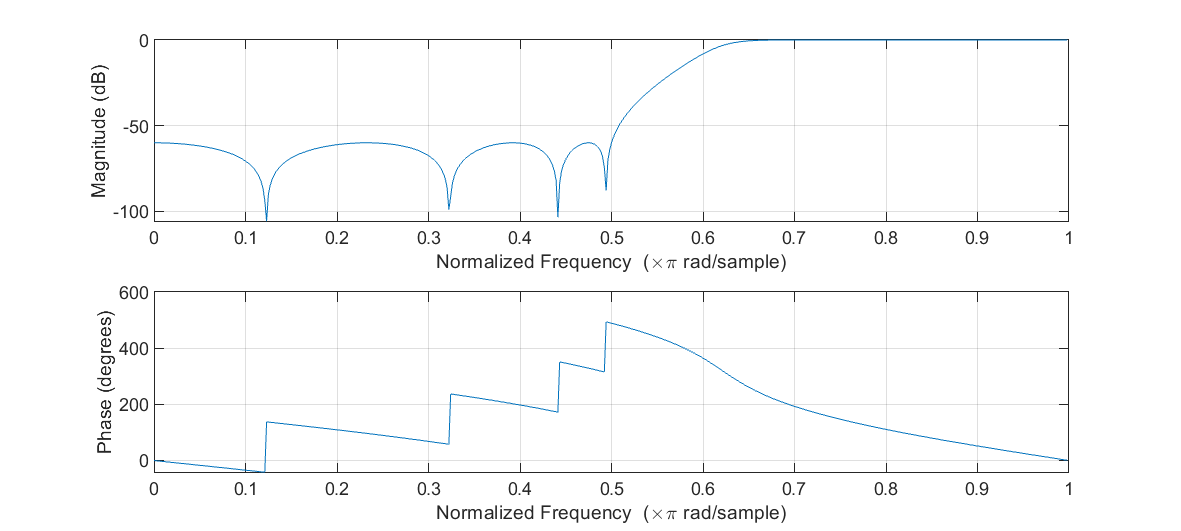 Magnitude (dB)
0
-50
-100
0 0.1 0.2 0.3 0.4 0.5 0.6 0.7 0.8 0.9 1
Normalized Frequency (×π rad/sample)
Phase (degrees)
600
400
200
0
0 0.1 0.2 0.3 0.4 0.5 0.6 0.7 0.8 0.9 1
Normalized Frequency (×π rad/sample)